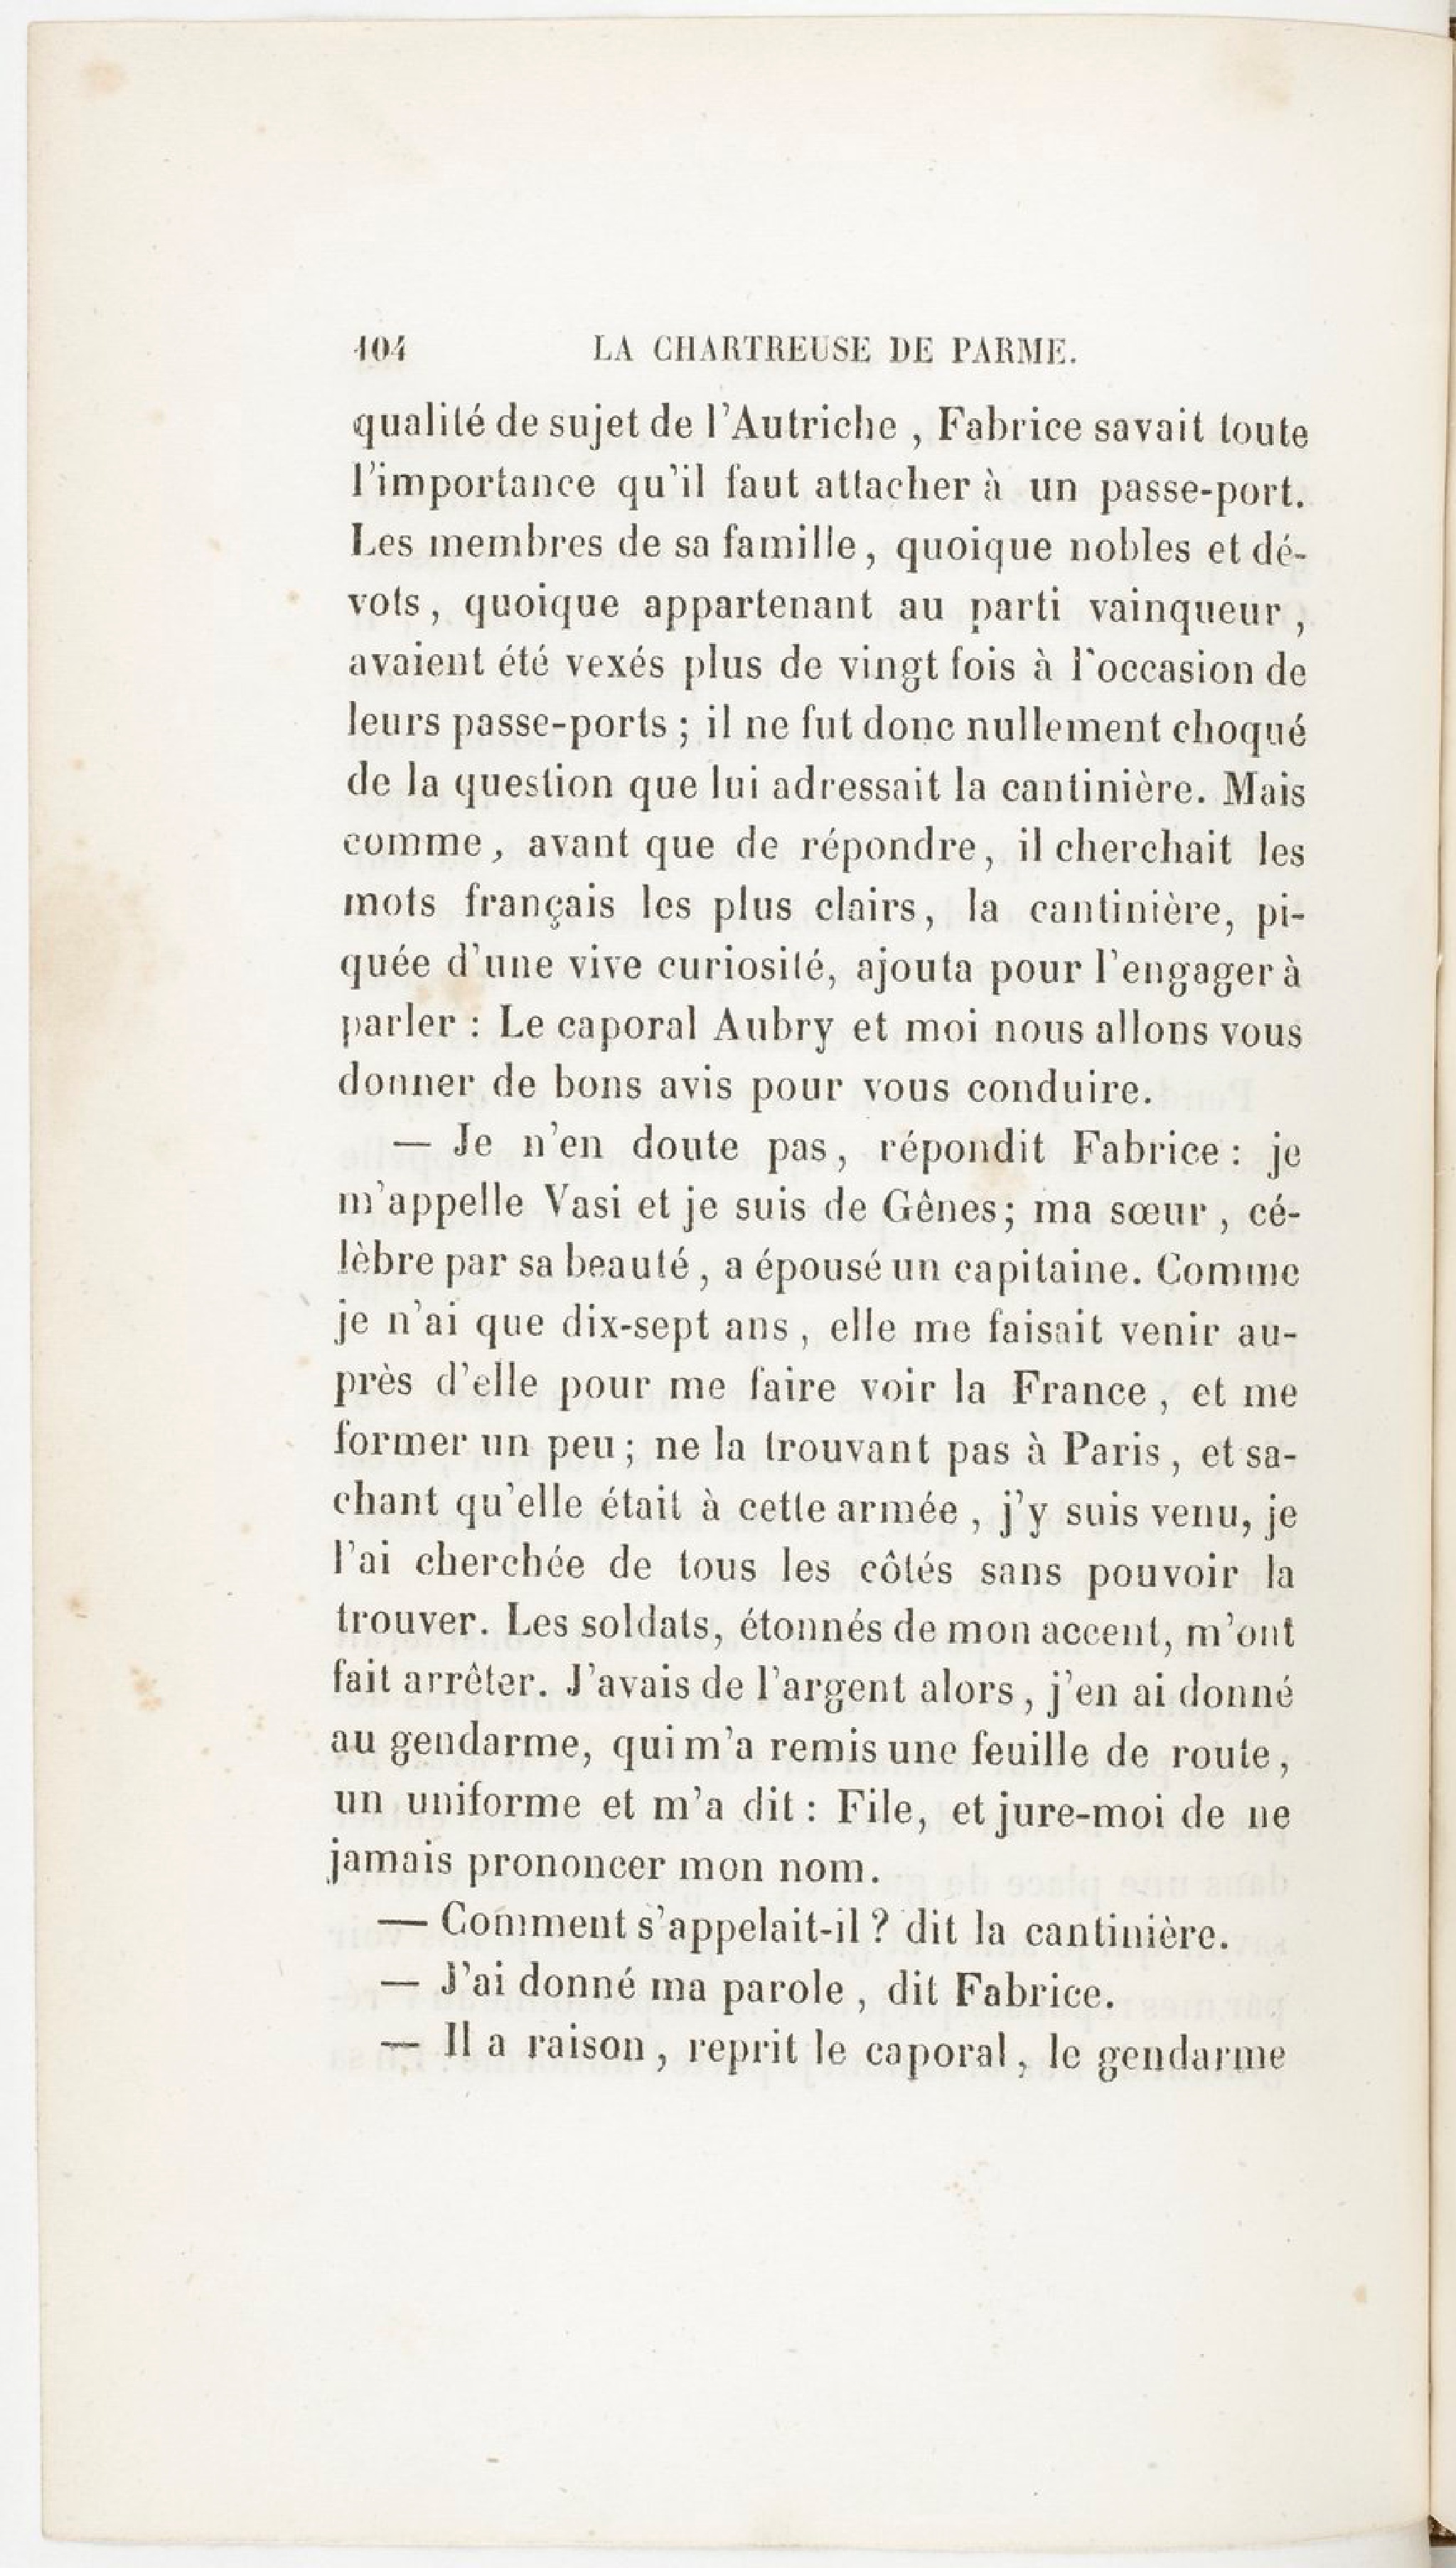 104 LA CHARTREUSE DE PARME.
qualité de sujet de l'Autriche , Fabrice savait toute
l'importance qu'il faut attacher à un passe-port.
Les membres de sa famille, quoique nobles et dé-
vots, quoique appartenant au parti vainqueur ,
avaient été vexés plus de vingt fois à l'occasion de
leurs passe-ports ; il ne fut donc nullement choqué
de la question que lui adressait la cantinière. Mais
comme, avant que de répondre, il cherchait les
mots français les plus clairs, la cantinière, pi-
quée d'une vive curiosité, ajouta pour l'engager à
parler : Le caporal Aubry et moi nous allons vous
donner de bons avis pour vous conduire.
— Je n'en doute pas, répondit Fabrice : je
m'appelle Vasi et je suis de Gênes; ma sœur , cé-
lèbre par sa beauté , a épousé un capitaine. Comme
je n'ai que dix-sept ans , elle me faisait venir au-
près d'elle pour me faire voir la France , et me
former un peu ; ne la trouvant pas à Paris , et sa-
chant qu'elle était à cette armée , j'y suis venu, je
l'ai cherchée de tous les côtés sans pouvoir la
trouver. Les soldats, étonnés de mon accent, m'ont
fait arrêter. J'avais de l'argent alors , j'en ai donné
au gendarme, qui m'a remis une feuille de route,
un uniforme et m'a dit : File, et jure-moi de ne
jamais prononcer mon nom.
— Comment s'appelait-il ? dit la cantinière.
— J'ai donné ma parole , dit Fabrice.
— Il a raison , reprit le caporal , le gendarme